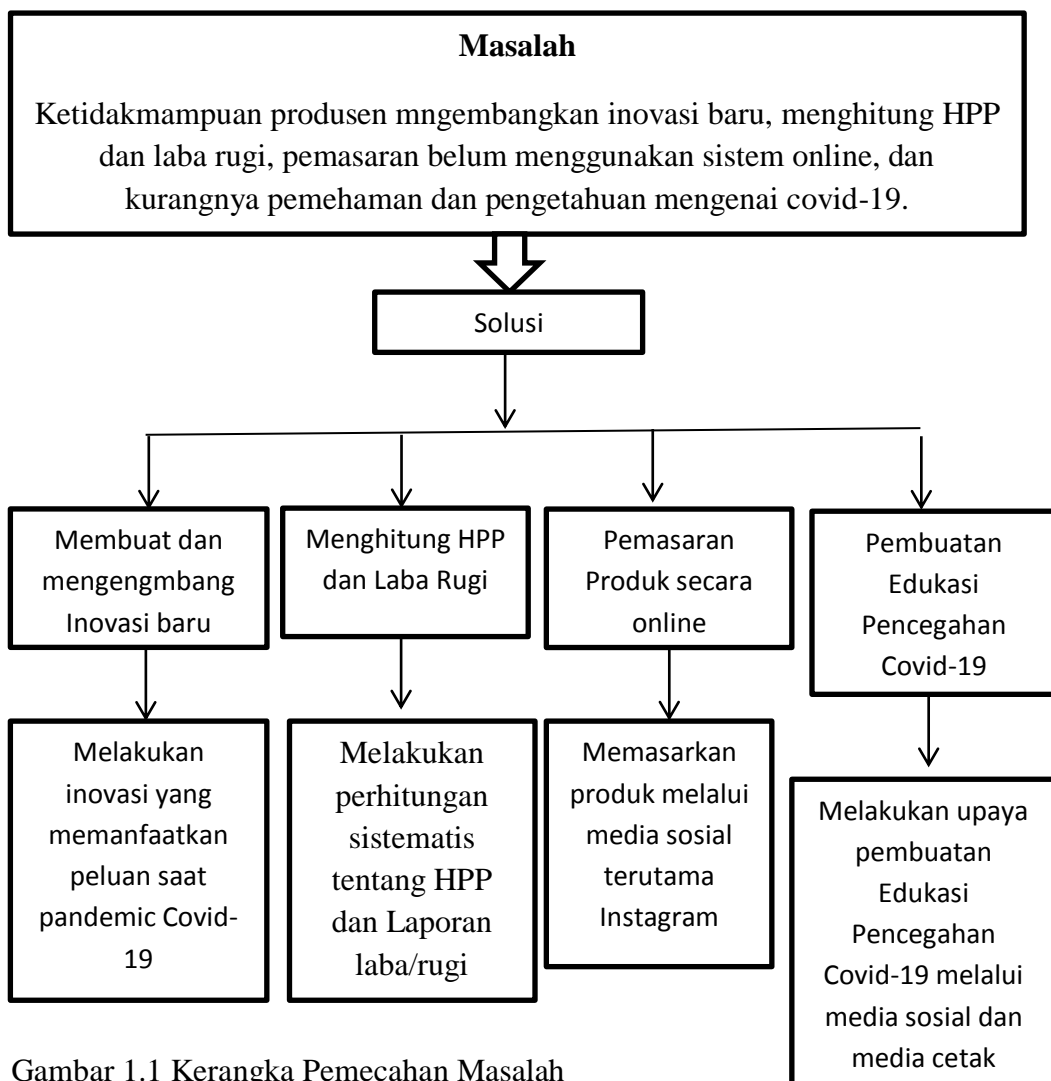 Masalah
Ketidakmampuan produsen mngembangkan inovasi baru, menghitung HPP
dan laba rugi, pemasaran belum menggunakan sistem online, dan
kurangnya pemehaman dan pengetahuan mengenai covid-19.
Solusi
Membuat dan
mengengmbang
Inovasi baru
Menghitung HPP
dan Laba Rugi
Pemasaran
Produk secara
online
Pembuatan
Edukasi
Pencegahan
Covid-19
Melakukan
inovasi yang
memanfaatkan
peluan saat
pandemic Covid-
19
Melakukan
perhitungan
sistematis
tentang HPP
dan Laporan
laba/rugi
Memasarkan
produk melalui
media sosial
terutama
Instagram
Melakukan upaya
pembuatan
Edukasi
Pencegahan
Covid-19 melalui
media sosial dan
media cetak
Gambar 1.1 Kerangka Pemecahan Masalah